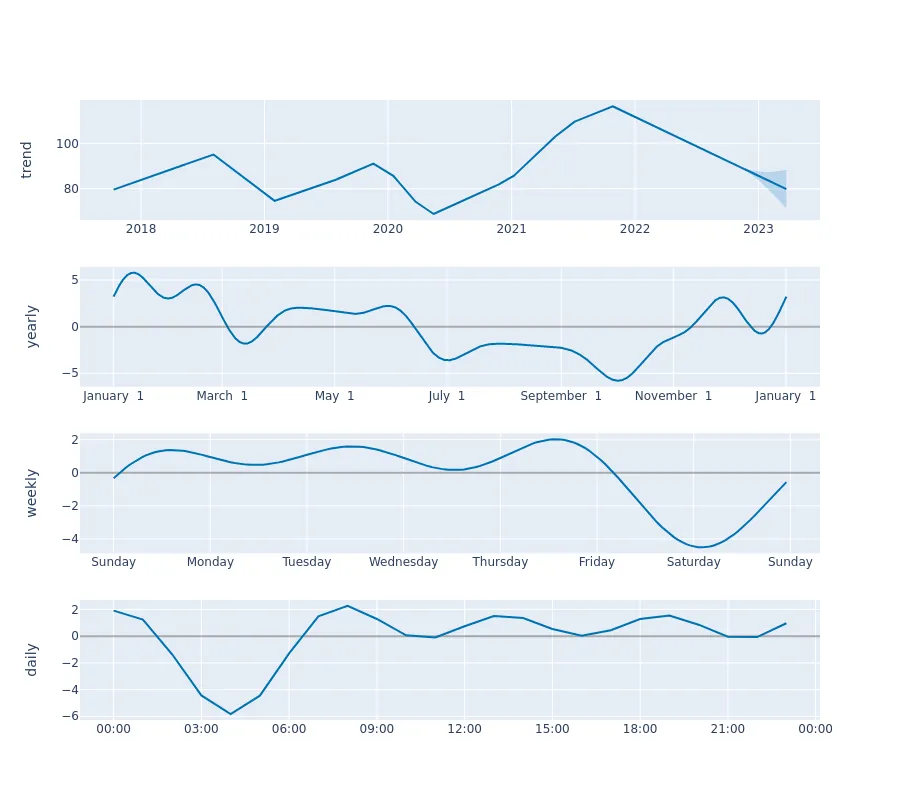 trend
100
80
2018 2019 2020 2021 2022 2023
yearly
5
0
−5
January 1 March 1 May 1 July 1 September 1 November 1 January 1
weekly
2
0
−2
−4
Sunday Monday Tuesday Wednesday Thursday Friday Saturday Sunday
daily
2
0
−2
−4
−6
00:00 03:00 06:00 09:00 12:00 15:00 18:00 21:00 00:00